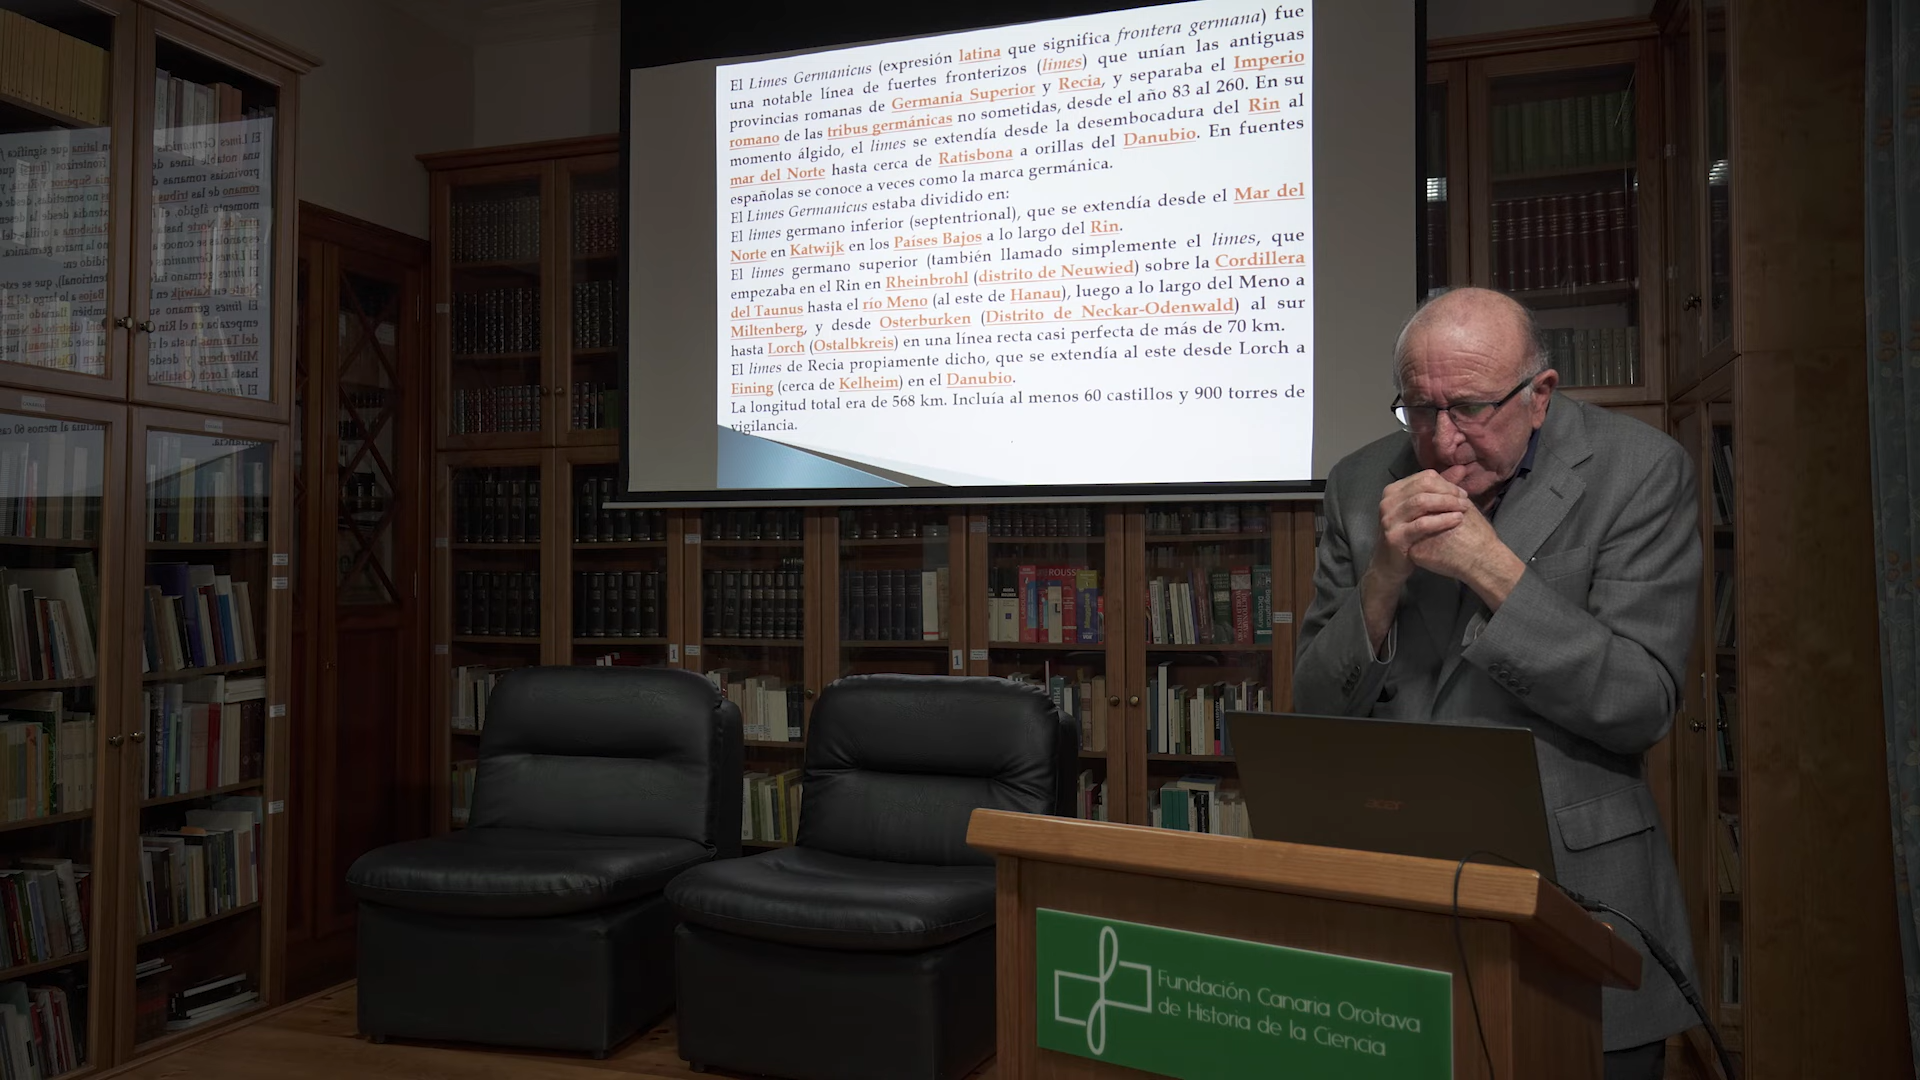 El Limes Germanicus (expresión latina que significa frontera germana) fue
una notable línea de fuertes fronterizos (limes) que unían las antiguas
provincias romanas de Germania Superior y Recia, y separaba el Imperio
romano de las tribus germánicas no sometidas, desde el año 83 al 260. En su
momento álgido, el limes se extendía desde la desembocadura del Rin al
mar del Norte hasta cerca de Ratisbona a orillas del Danubio. En fuentes
españolas se conoce a veces como la marca germánica.
El Limes Germanicus estaba dividido en:
El limes germano inferior (septentrional), que se extendía desde el Mar del
Norte en Katwijk en los Países Bajos a lo largo del Rin.
El limes germano superior (también llamado simplemente el limes, que
empezaba en el Rin en Rheinbrohl (distrito de Neuwied) sobre la Cordillera
del Taunus hasta el río Meno (al este de Hanau), luego a lo largo del Meno a
Miltenberg, y desde Osterburken (Distrito de Neckar-Odenwald) al sur
hasta Lorch (Ostalbkreis) en una línea recta casi perfecta de más de 70 km.
El limes de Recia propiamente dicho, que se extendía al este desde Lorch a
Eining (cerca de Kelheim) en el Danubio.
La longitud total era de 568 km. Incluía al menos 60 castillos y 900 torres de
vigilancia.
ROUSS
1
1
acer
Fundación Canaria Orotava
de Historia de la Ciencia